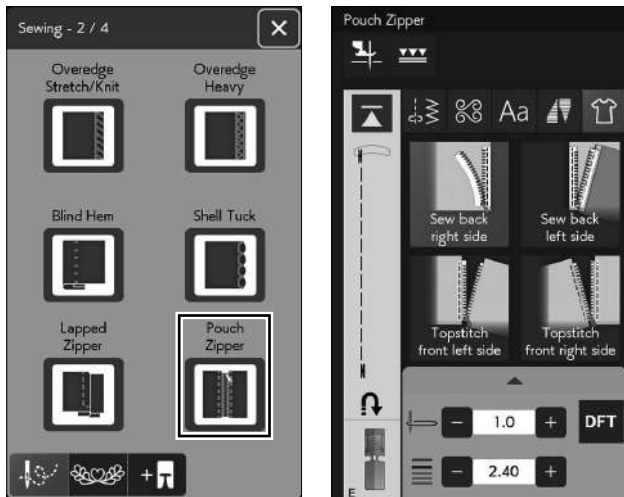 Sewing - 2 / 4
Overedge
Stretch/Knit
Overedge
Heavy
Blind Hem
Shell Tuck
Lapped
Zipper
Pouch
Zipper
Pouch Zipper
Aa
Sew back
right side
Sew back
left side
Topstitch
front left side
Topstitch
front right side
1.0
DFT
2.40
E